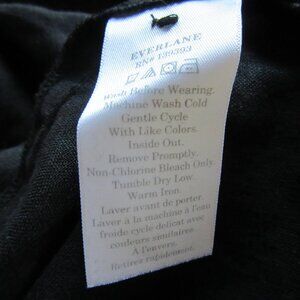 EVERLANE
RN# 139393
Wash Before Wearing.
Machine Wash Cold
Gentle Cycle
With Like Colors.
Inside Out.
Remove Promptly.
Non-Chlorine Bleach Only.
Tumble Dry Low.
Warm Iron.
Laver avant de porter.
Laver à la machine à l'eau
froide cycle delicat avec
couleurs similaires.
À l'envers.
Retirez rapidement.